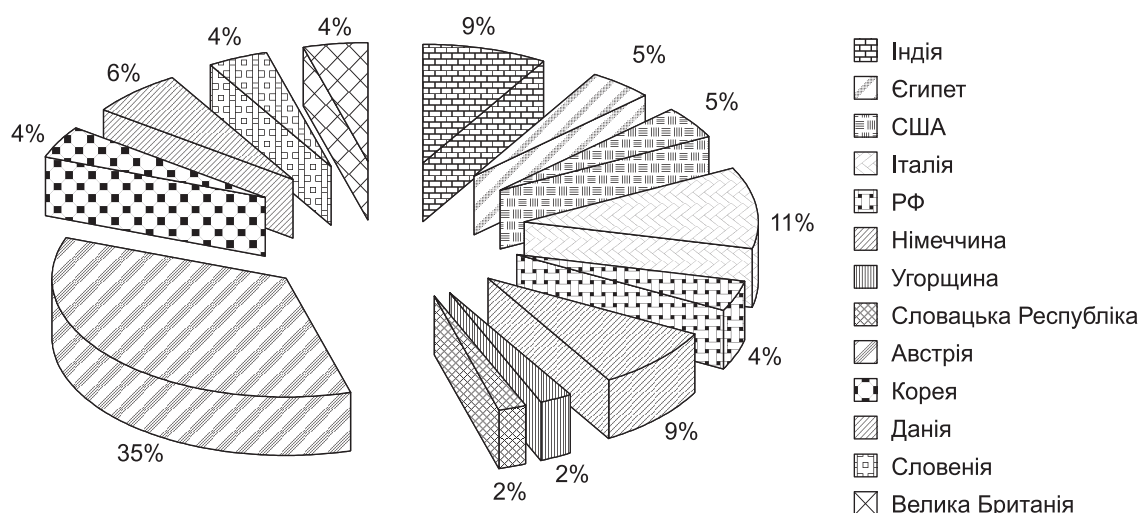 4%
9%
4%
5%
6%
5%
4%
11%
4%
9%
35%
2%
2%
Індія
Єгипет
США
Італія
РФ
Німеччина
Угорщина
Словацька Республіка
Австрія
Корея
Данія
Словенія
Велика Британія